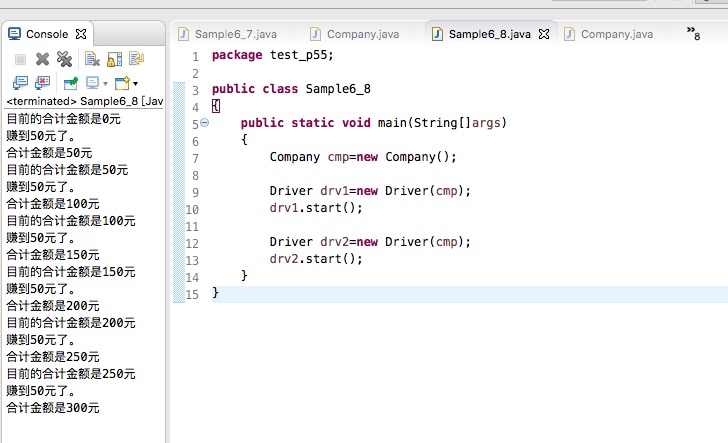 Console
<terminated> Sample6_8 [Jav
目前的合计金额是0元
赚到50元了。
合计金额是50元
目前的合计金额是50元
赚到50元了。
合计金额是100元
目前的合计金额是100元
赚到50元了。
合计金额是150元
目前的合计金额是150元
赚到50元了。
合计金额是200元
目前的合计金额是200元
赚到50元了。
合计金额是250元
目前的合计金额是250元
赚到50元了。
合计金额是300元
Sample6_7.java Company.java Sample6_8.java Company.java »8
1 package test_p55;
2
3 public class Sample6_8
4 {
5 public static void main(String[]args)
6 {
7 Company cmp=new Company();
8
9 Driver drv1=new Driver(cmp);
10 drv1.start();
11
12 Driver drv2=new Driver(cmp);
13 drv2.start();
14 }
15 }